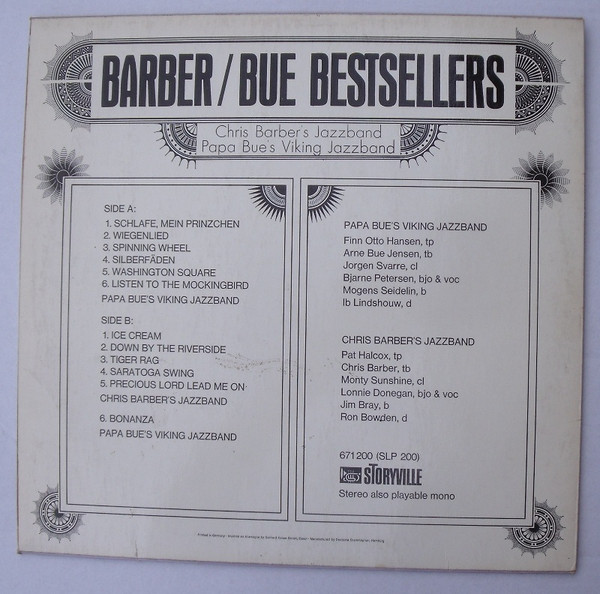 BARBER / BUE BESTSELLERS
Chris Barber's Jazzband
Papa Bue's Viking Jazzband
SIDE A:
1. SCHLAFE, MEIN PRINZCHEN
2. WIEGENLIED
3. SPINNING WHEEL
4. SILBERFÄDEN
5. WASHINGTON SQUARE
6. LISTEN TO THE MOCKINGBIRD
PAPA BUE'S VIKING JAZZBAND
SIDE B:
1. ICE CREAM
2. DOWN BY THE RIVERSIDE
3. TIGER RAG
4. SARATOGA SWING
5. PRECIOUS LORD LEAD ME ON
CHRIS BARBER'S JAZZBAND
6. BONANZA
PAPA BUE'S VIKING JAZZBAND
PAPA BUE'S VIKING JAZZBAND
Finn Otto Hansen, tp
Arne Bue Jensen, tb
Jorgen Svarre, cl
Bjarne Petersen, bjo & voc
Mogens Seidelin, b
Ib Lindshouw, d
CHRIS BARBER'S JAZZBAND
Pat Halcox, tp
Chris Barber, tb
Monty Sunshine, cl
Lonnie Donegan, bjo & voc
Jim Bray, b
Ron Bowden, d
671200 (SLP 200)
STORYVILLE
Stereo also playable mono